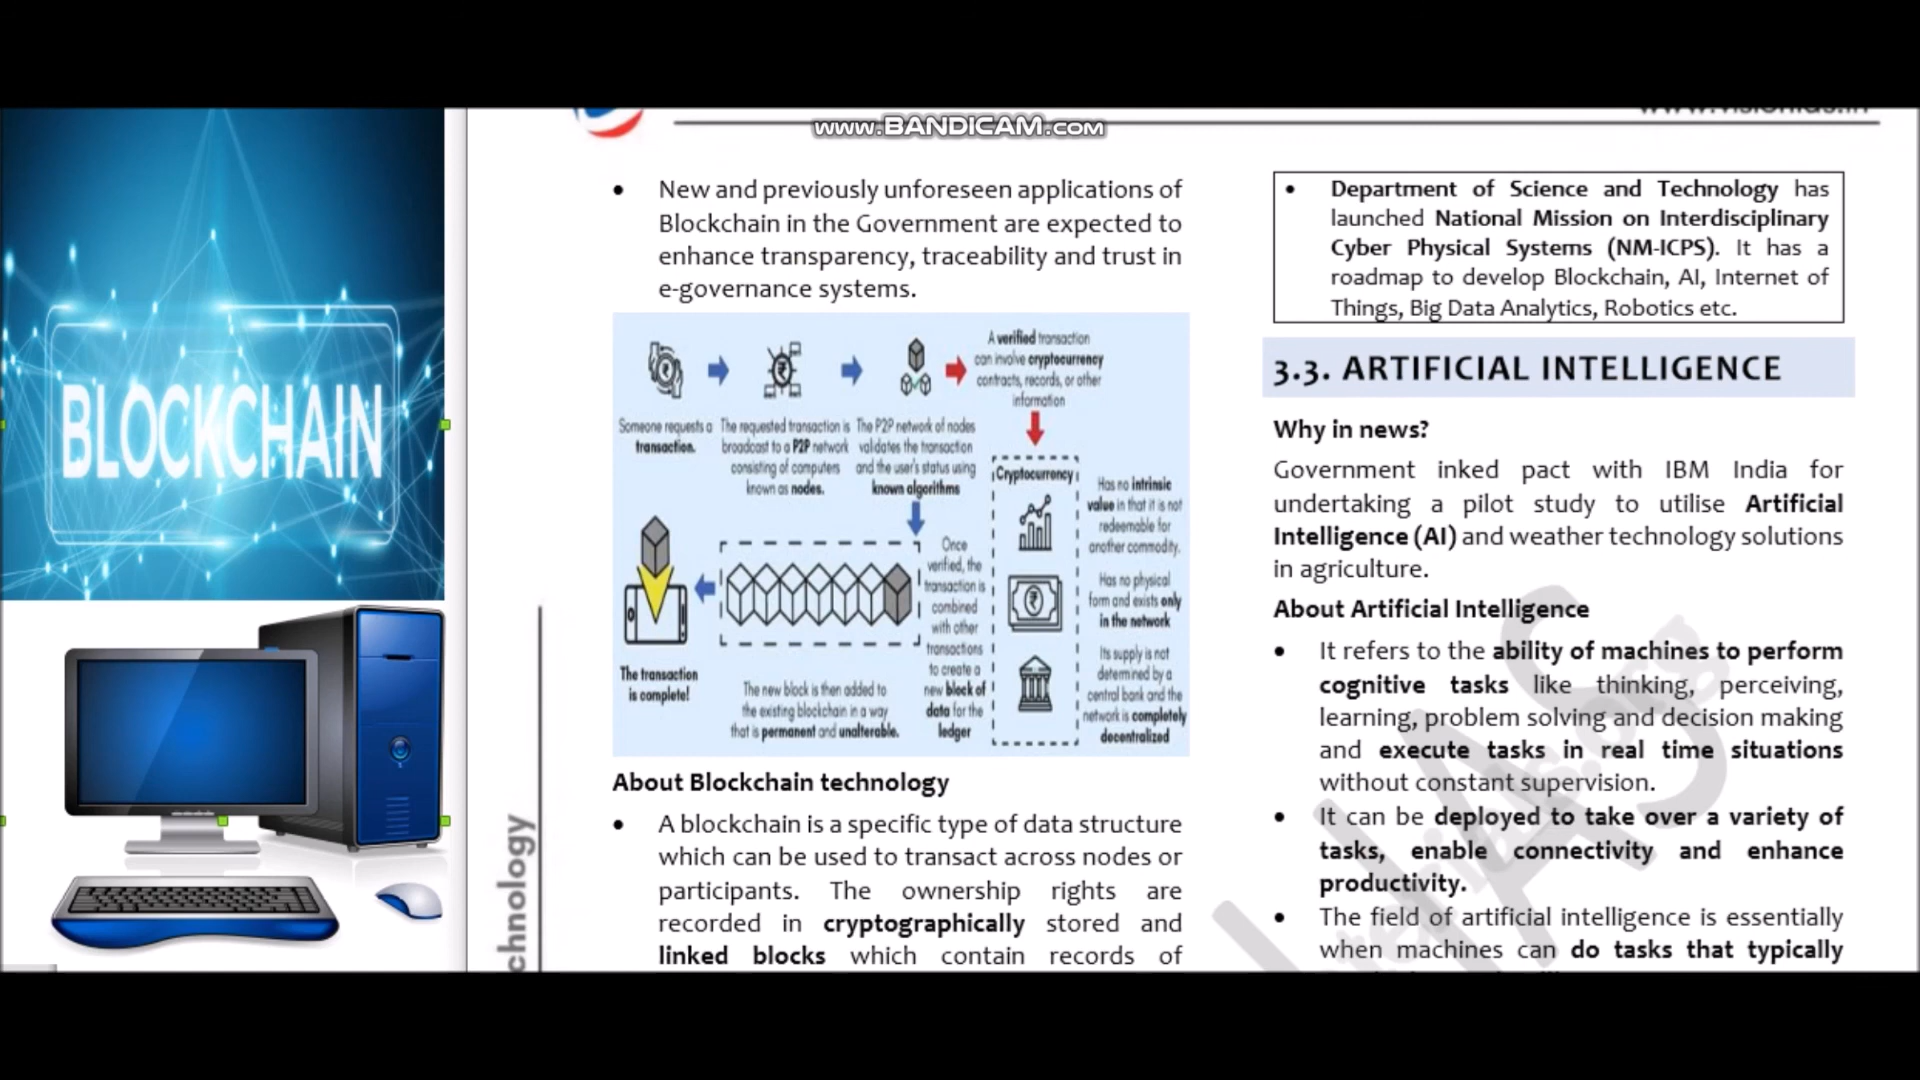 www.BANDICAM.com
BLOCKCHAIN
• New and previously unforeseen applications of
Blockchain in the Government are expected to
enhance transparency, traceability and trust in
e-governance systems.
Someone requests a
transaction.
The requested transaction is
broadcast to a P2P network
consisting of computers
known as nodes.
The P2P network of nodes
validates the transaction
and the user's status using
known algorithms
A verified transaction
can involve cryptocurrency
contracts, records, or other
information
Cryptocurrency
Has no intrinsic
value in that it is not
redeemable for
another commodity.
Has no physical
form and exists only
in the network
Its supply is not
determined by a
central bank and the
network is completely
decentralized
Once
verified, the
transaction is
combined
with other
transactions
to create a
new block of
data for the
ledger
The new block is then added to
the existing blockchain in a way
that is permanent and unalterable.
The transaction
is complete!
About Blockchain technology
• A blockchain is a specific type of data structure
which can be used to transact across nodes or
participants. The ownership rights are
recorded in cryptographically stored and
linked blocks which contain records of
chnology
• Department of Science and Technology has
launched National Mission on Interdisciplinary
Cyber Physical Systems (NM-ICPS). It has a
roadmap to develop Blockchain, AI, Internet of
Things, Big Data Analytics, Robotics etc.
3.3. ARTIFICIAL INTELLIGENCE
Why in news?
Government inked pact with IBM India for
undertaking a pilot study to utilise Artificial
Intelligence (AI) and weather technology solutions
in agriculture.
About Artificial Intelligence
• It refers to the ability of machines to perform
cognitive tasks like thinking, perceiving,
learning, problem solving and decision making
and execute tasks in real time situations
without constant supervision.
• It can be deployed to take over a variety of
tasks, enable connectivity and enhance
productivity.
• The field of artificial intelligence is essentially
when machines can do tasks that typically